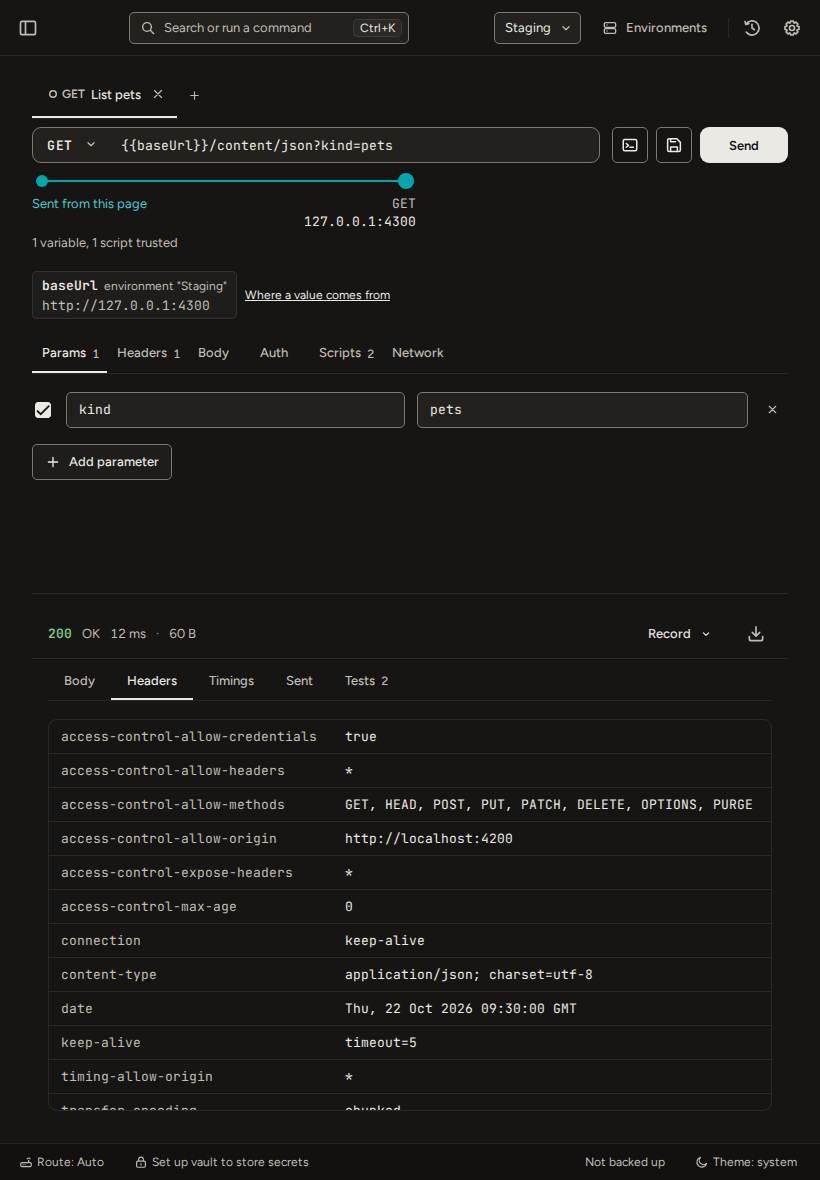 Search or run a command Ctrl+K Staging Environments
GET List pets
GET {{baseUrl}}/content/json?kind=pets Send
Sent from this page GET
127.0.0.1:4300
1 variable, 1 script trusted
baseUrl environment "Staging"
http://127.0.0.1:4300
Where a value comes from
Params 1 Headers 1 Body Auth Scripts 2 Network
kind pets
Add parameter
200 OK 12 ms · 60 B Record
Body Headers Timings Sent Tests 2
access-control-allow-credentials true
access-control-allow-headers *
access-control-allow-methods GET, HEAD, POST, PUT, PATCH, DELETE, OPTIONS, PURGE
access-control-allow-origin http://localhost:4200
access-control-expose-headers *
access-control-max-age 0
connection keep-alive
content-type application/json; charset=utf-8
date Thu, 22 Oct 2026 09:30:00 GMT
keep-alive timeout=5
timing-allow-origin *
transfer-encoding chunked
Route: Auto Set up vault to store secrets Not backed up Theme: system